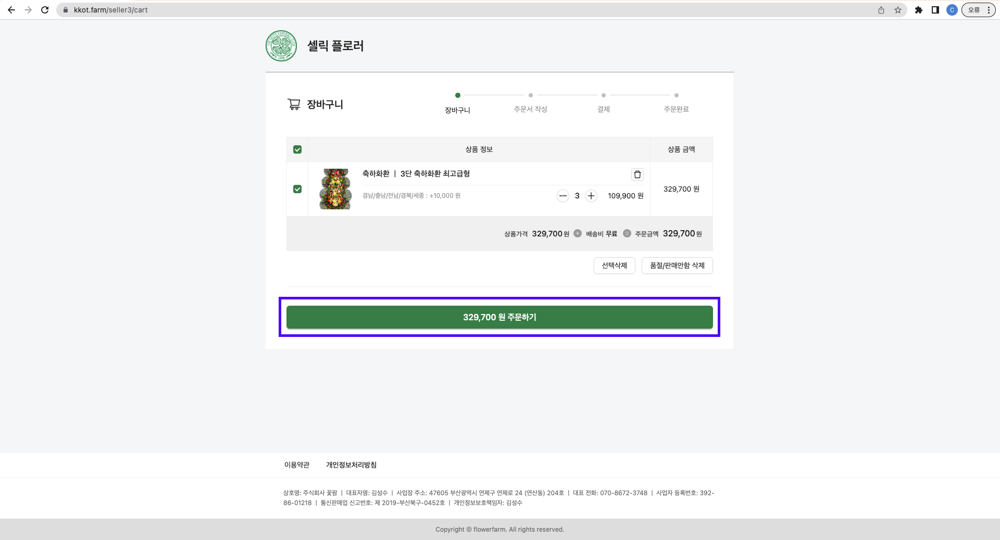 kkot.farm/seller3/cart
C
오류
THE CELTIC FOOTBALL CLUB
1888
셀릭 플로러
장바구니
장바구니
주문서 작성
결제
주문완료
상품 정보
상품 금액
축하화환 | 3단 축하화환 최고급형
경남/충남/전남/경북/세종 : +10,000 원
3
109,900 원
329,700 원
상품가격 329,700 원 + 배송비 무료 = 주문금액 329,700 원
선택삭제
품절/판매안함 삭제
329,700 원 주문하기
이용약관
개인정보처리방침
상호명: 주식회사 꽃팜 | 대표자명: 김성수 | 사업장 주소: 47605 부산광역시 연제구 연제로 24 (연산동) 204호 | 대표 전화: 070-8672-3748 | 사업자 등록번호: 392-
86-01218 | 통신판매업 신고번호: 제 2019-부산북구-0452호 | 개인정보보호책임자: 김성수
Copyright © flowerfarm. All rights reserved.